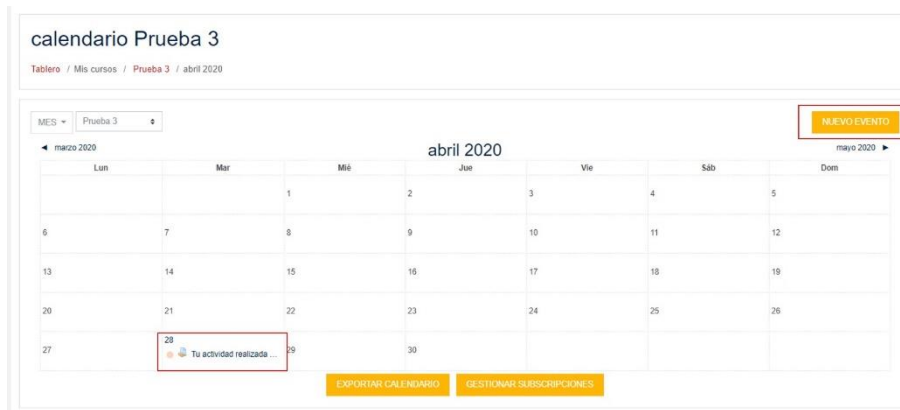 calendario Prueba 3
Tablero / Mis cursos / Prueba 3 / abril 2020
MES Prueba 3 NUEVO EVENTO
◄ marzo 2020 abril 2020 mayo 2020 ►
Lun Mar Mié Jue Vie Sáb Dom
1 2 3 4 5
6 7 8 9 10 11 12
13 14 15 16 17 18 19
20 21 22 23 24 25 26
27 28 29 30
Tu actividad realizada ...
EXPORTAR CALENDARIO GESTIONAR SUBSCRIPCIONES